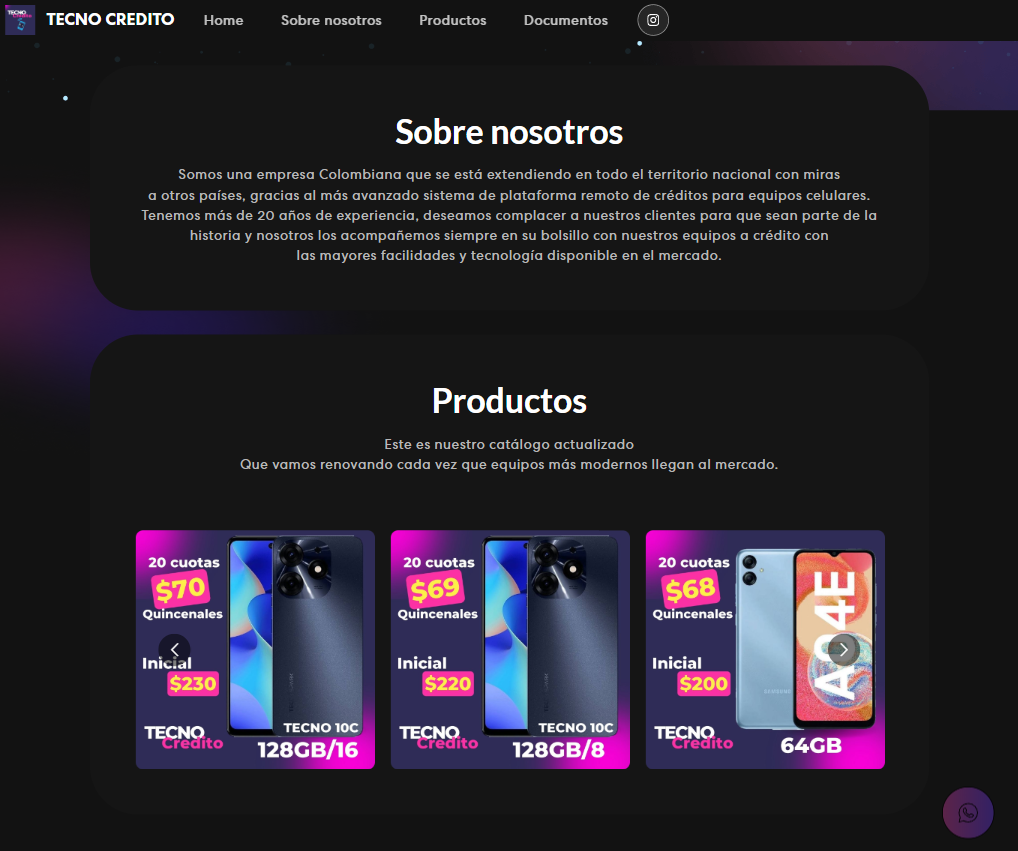 TECNO CREDITO
Home
Sobre nosotros
Productos
Documentos
Sobre nosotros
Somos una empresa Colombiana que se está extendiendo en todo el territorio nacional con miras
a otros países, gracias al más avanzado sistema de plataforma remoto de créditos para equipos celulares.
Tenemos más de 20 años de experiencia, deseamos complacer a nuestros clientes para que sean parte de la
historia y nosotros los acompañemos siempre en su bolsillo con nuestros equipos a crédito con
las mayores facilidades y tecnología disponible en el mercado.
Productos
Este es nuestro catálogo actualizado
Que vamos renovando cada vez que equipos más modernos llegan al mercado.
20 cuotas
$70
Quincenales
Inicial
$230
TECNO
Credito
TECNO 10C
128GB/16
20 cuotas
$69
Quincenales
Inicial
$220
TECNO
Credito
TECNO 10C
128GB/8
20 cuotas
$68
Quincenales
Inicial
$200
TECNO
Credito
SAMSUNG
A04E
64GB